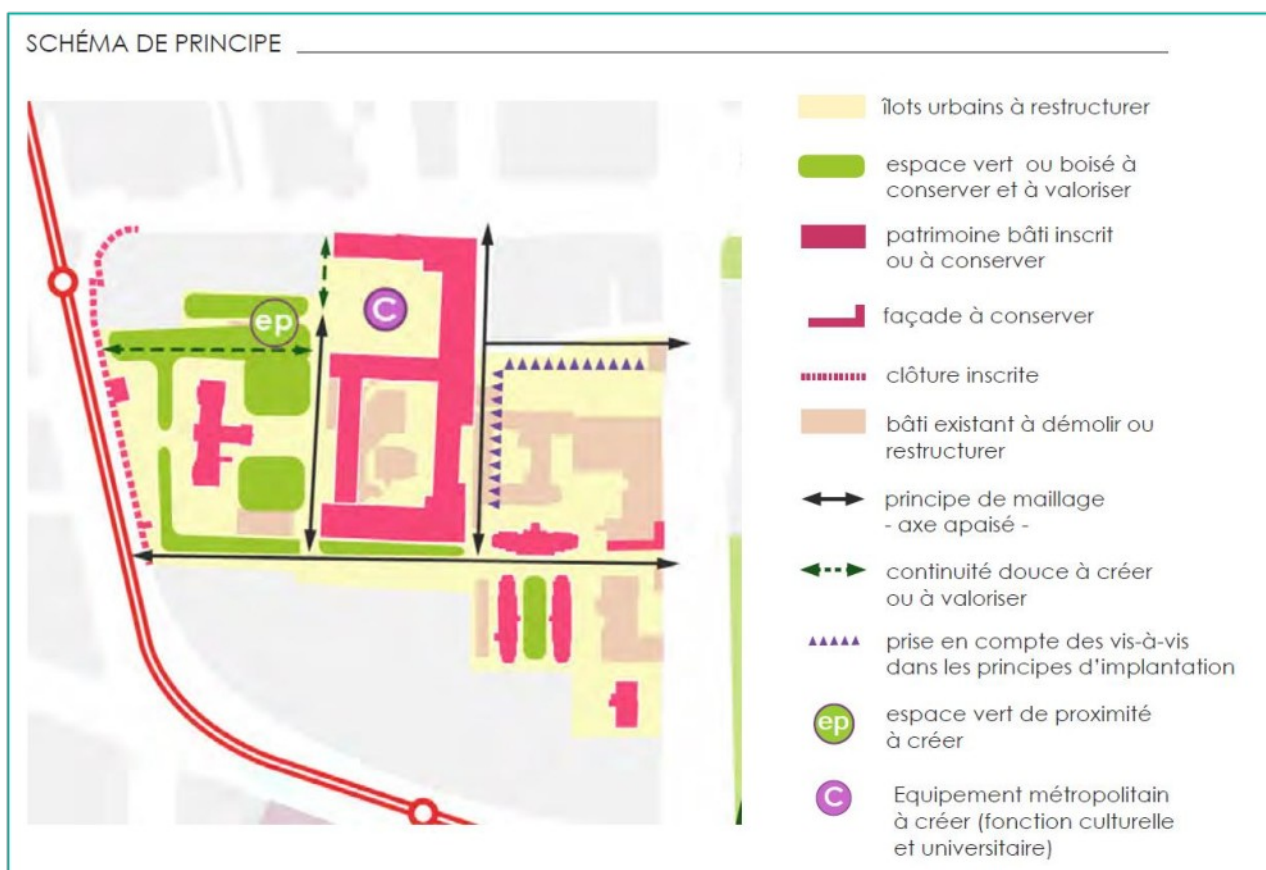 SCHÉMA DE PRINCIPE
ep
C
îlots urbains à restructurer
espace vert ou boisé à
conserver et à valoriser
patrimoine bâti inscrit
ou à conserver
façade à conserver
clôture inscrite
bâti existant à démolir ou
restructurer
principe de maillage
- axe apaisé -
continuité douce à créer
ou à valoriser
prise en compte des vis-à-vis
dans les principes d'implantation
ep
espace vert de proximité
à créer
C
Equipement métropolitain
à créer (fonction culturelle
et universitaire)